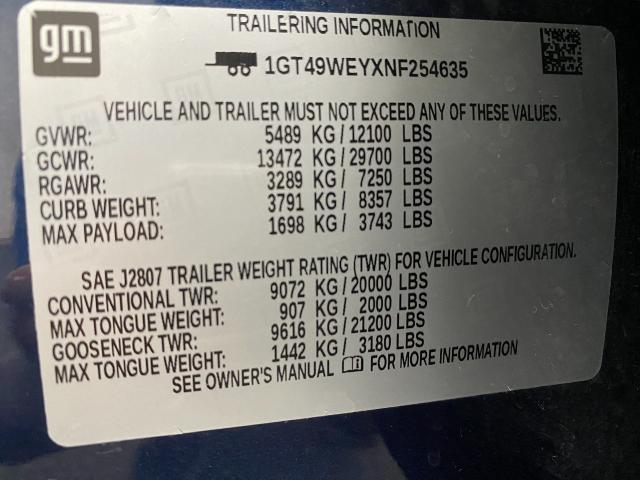 gm
TRAILERING INFORMATION
1GT49WEYXNF254635
VEHICLE AND TRAILER MUST NOT EXCEED ANY OF THESE VALUES.
GVWR: 5489 KG/12100 LBS
GCWR: 13472 KG/29700 LBS
RGAWR: 3289 KG/ 7250 LBS
CURB WEIGHT: 3791 KG/ 8357 LBS
MAX PAYLOAD: 1698 KG/ 3743 LBS
SAE J2807 TRAILER WEIGHT RATING (TWR) FOR VEHICLE CONFIGURATION.
CONVENTIONAL TWR: 9072 KG/20000 LBS
MAX TONGUE WEIGHT: 907 KG/ 2000 LBS
GOOSENECK TWR: 9616 KG/21200 LBS
MAX TONGUE WEIGHT: 1442 KG/ 3180 LBS
SEE OWNER'S MANUAL FOR MORE INFORMATION